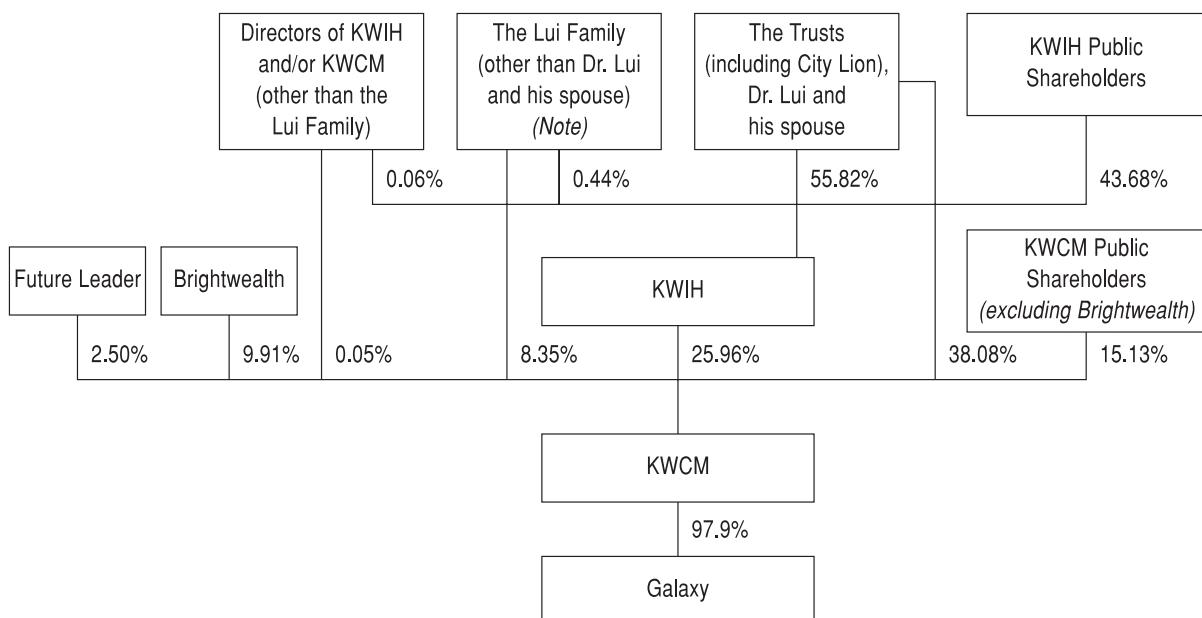 Directors of KWIH
and/or KWCM
(other than the
Lui Family)
The Lui Family
(other than Dr. Lui
and his spouse)
(Note)
The Trusts
(including City Lion),
Dr. Lui and
his spouse
KWIH Public
Shareholders
0.06%
0.44%
55.82%
43.68%
Future Leader
Brightwealth
KWIH
KWCM Public
Shareholders
(excluding Brightwealth)
2.50%
9.91%
0.05%
8.35%
25.96%
38.08%
15.13%
KWCM
97.9%
Galaxy